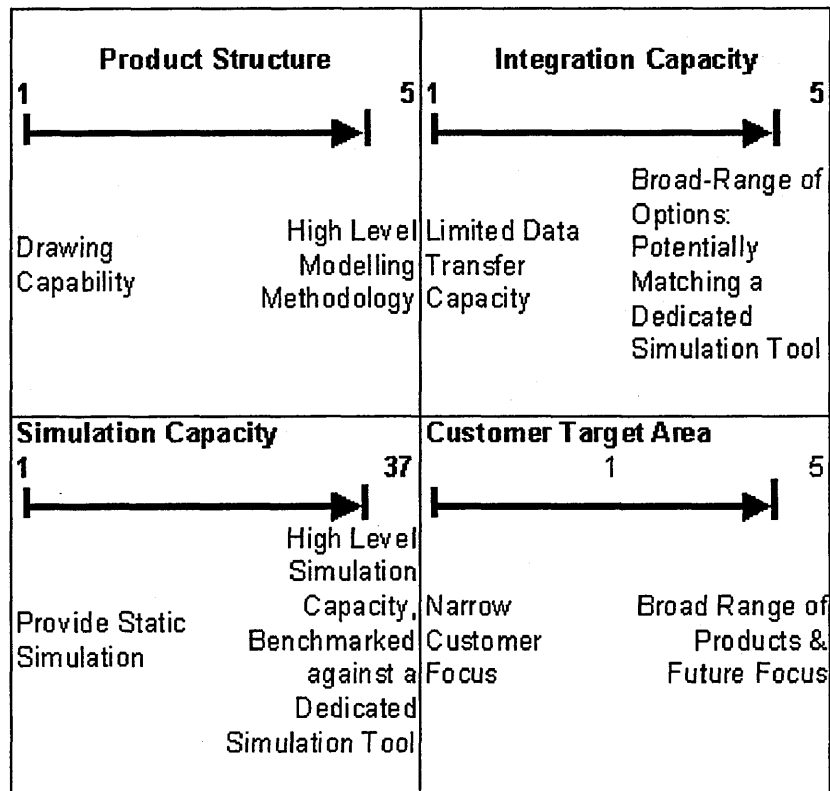 Product Structure
1 5
Drawing
Capability
High Level
Modelling
Methodology
Integration Capacity
1 5
Limited Data
Transfer
Capacity
Broad-Range of
Options:
Potentially
Matching a
Dedicated
Simulation Tool
Simulation Capacity
1 37
Provide Static
Simulation
High Level
Simulation
Capacity,
Benchmarked
against a
Dedicated
Simulation Tool
Customer Target Area
1 5
Narrow
Customer
Focus
Broad Range of
Products &
Future Focus